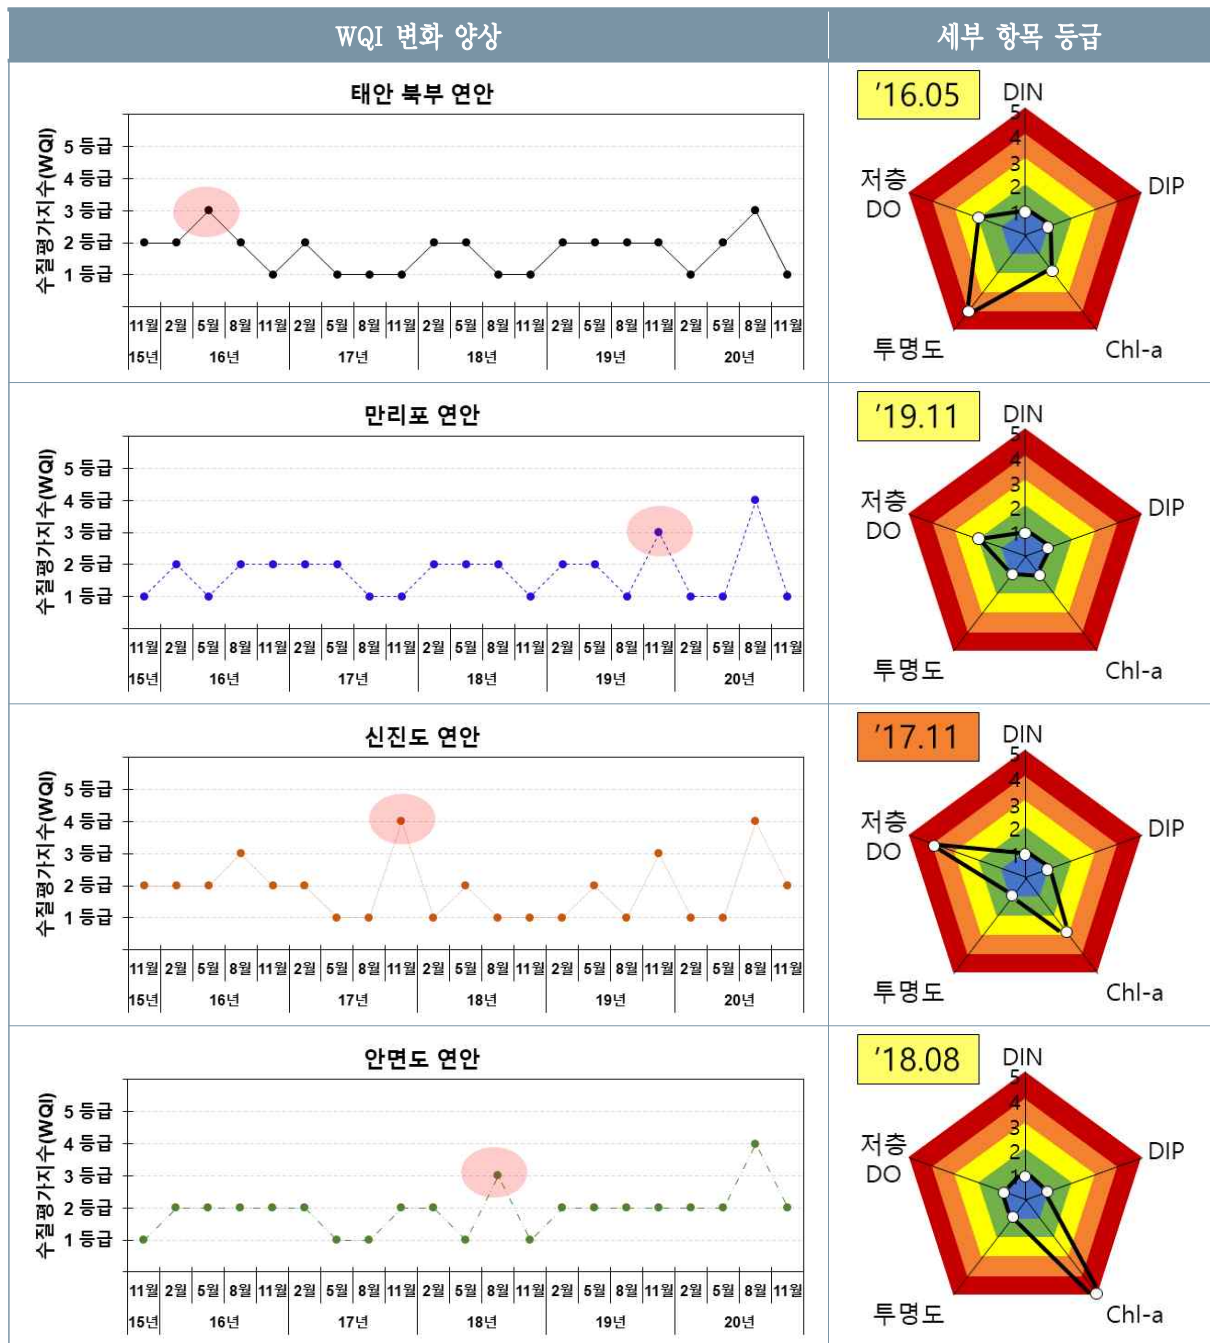 WQI 변화 양상 세부 항목 등급
태안 북부 연안
수질평가지수(WQI)
5 등급
4 등급
3 등급
2 등급
1 등급
11월 2월 5월 8월 11월 2월 5월 8월 11월 2월 5월 8월 11월 2월 5월 8월 11월 2월 5월 8월 11월
15년 16년 17년 18년 19년 20년
'16.05
DIN
5
4
3
2
1
저층
DO
DIP
투명도
Chl-a
만리포 연안
수질평가지수(WQI)
5 등급
4 등급
3 등급
2 등급
1 등급
11월 2월 5월 8월 11월 2월 5월 8월 11월 2월 5월 8월 11월 2월 5월 8월 11월 2월 5월 8월 11월
15년 16년 17년 18년 19년 20년
'19.11
DIN
5
4
3
2
1
저층
DO
DIP
투명도
Chl-a
신진도 연안
수질평가지수(WQI)
5 등급
4 등급
3 등급
2 등급
1 등급
11월 2월 5월 8월 11월 2월 5월 8월 11월 2월 5월 8월 11월 2월 5월 8월 11월 2월 5월 8월 11월
15년 16년 17년 18년 19년 20년
'17.11
DIN
5
4
3
2
1
저층
DO
DIP
투명도
Chl-a
안면도 연안
수질평가지수(WQI)
5 등급
4 등급
3 등급
2 등급
1 등급
11월 2월 5월 8월 11월 2월 5월 8월 11월 2월 5월 8월 11월 2월 5월 8월 11월 2월 5월 8월 11월
15년 16년 17년 18년 19년 20년
'18.08
DIN
5
4
3
2
1
저층
DO
DIP
투명도
Chl-a